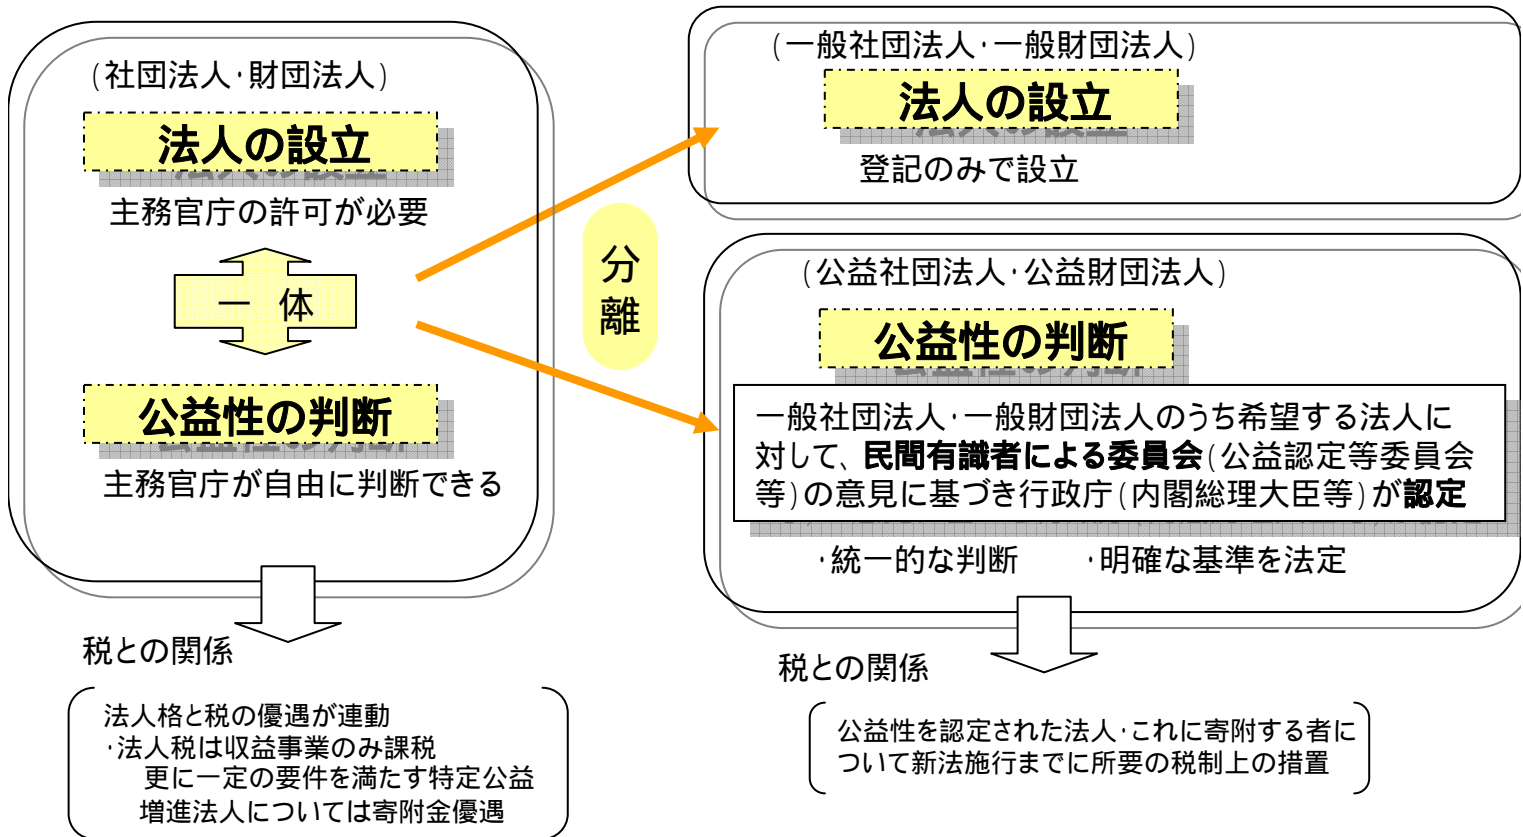 (社団法人・財団法人)
法人の設立
主務官庁の許可が必要
一 体
公益性の判断
主務官庁が自由に判断できる
税との関係
法人格と税の優遇が連動
・法人税は収益事業のみ課税
更に一定の要件を満たす特定公益
増進法人については寄附金優遇
分
離
(一般社団法人・一般財団法人)
法人の設立
登記のみで設立
(公益社団法人・公益財団法人)
公益性の判断
一般社団法人・一般財団法人のうち希望する法人に
対して、民間有識者による委員会(公益認定等委員会
等)の意見に基づき行政庁(内閣総理大臣等)が認定
・統一的な判断 ・明確な基準を法定
税との関係
公益性を認定された法人・これに寄附する者に
ついて新法施行までに所要の税制上の措置